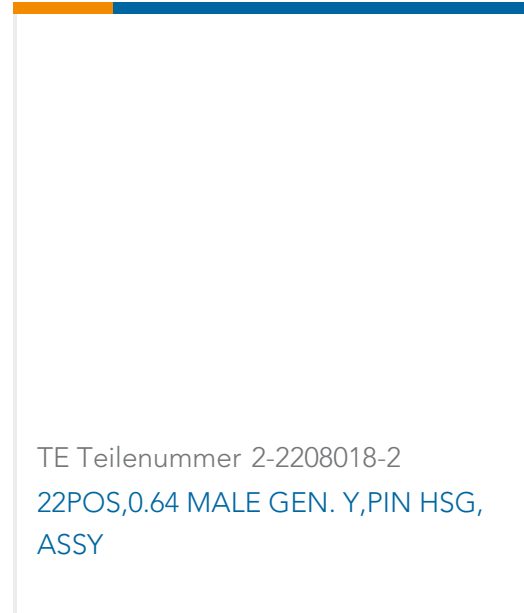 TE Teilenummer 2-2208018-2
22POS,0.64 MALE GEN. Y,PIN HSG,
ASSY